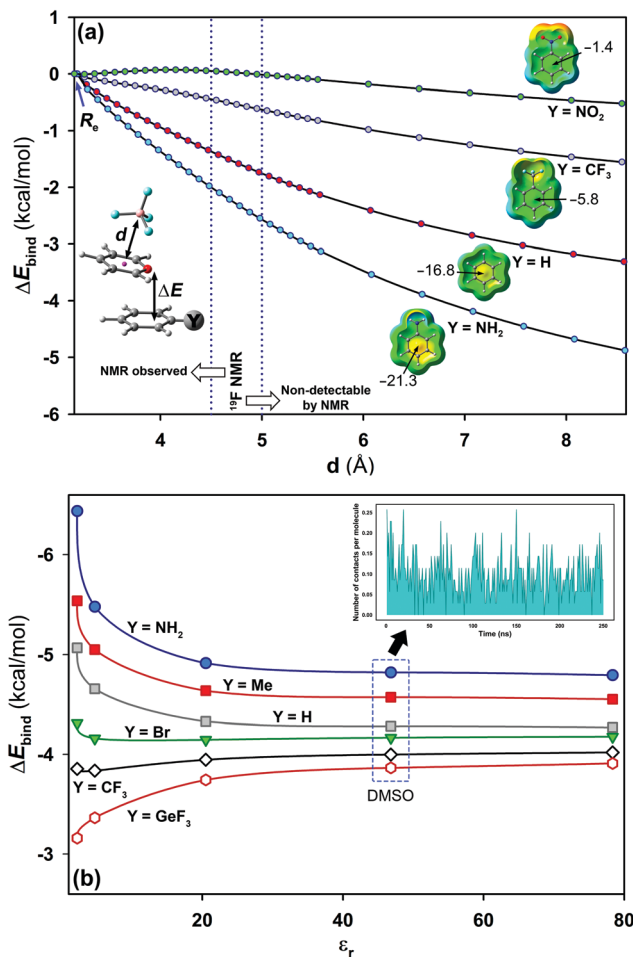 (a)
1
0
-1
-2
-3
-4
-5
-6
ΔEbind (kcal/mol)
Re
−1.4
Y = NO2
Y = CF3
−5.8
−16.8
Y = H
Y = NH2
−21.3
d
ΔE
Y
NMR observed
19F NMR
Non-detectable
by NMR
4
5
6
7
8
d (Å)
-6
-5
-4
-3
ΔEbind (kcal/mol)
Number of contacts per molecule
0.25
0.20
0.15
0.10
0.05
0.00
0
50
100
150
200
250
Time (ns)
Y = NH2
Y = Me
Y = H
Y = Br
Y = CF3
Y = GeF3
DMSO
(b)
0
20
40
60
80
εr